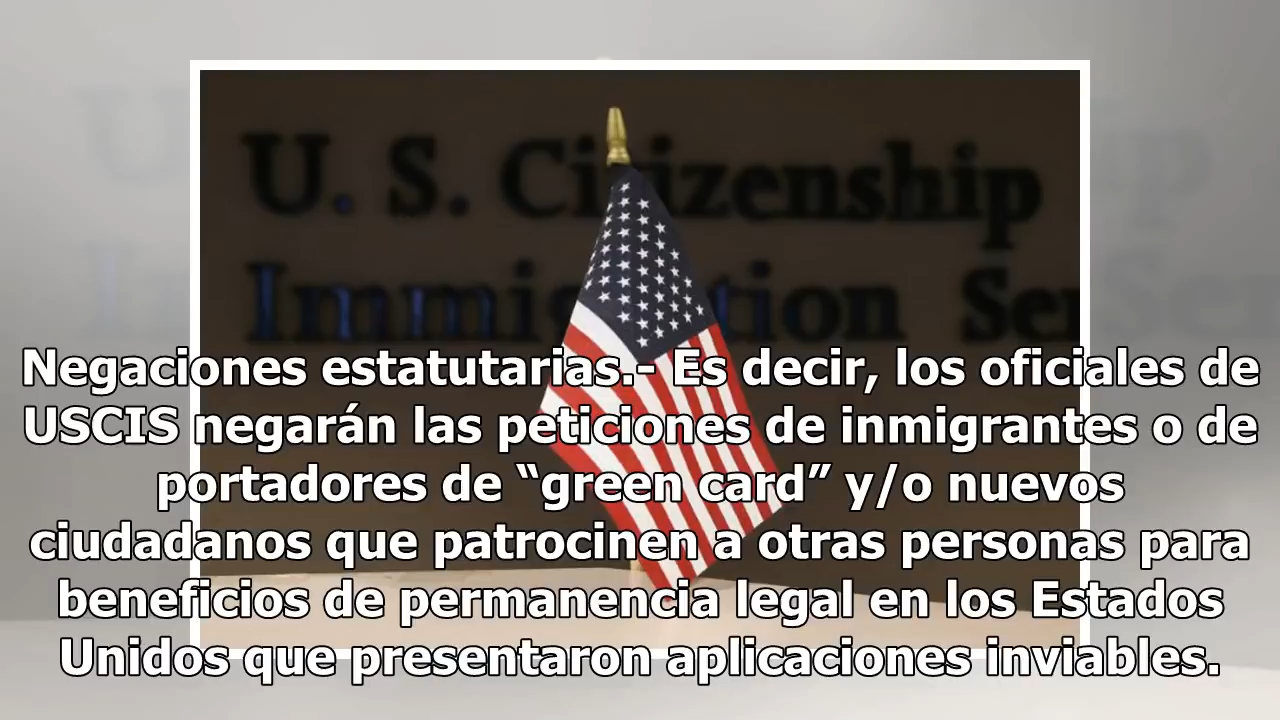 U. S. Citizenship
Immigration Ser
Negaciones estatutarias.- Es decir, los oficiales de
USCIS negarán las peticiones de inmigrantes o de
portadores de “green card” y/o nuevos
ciudadanos que patrocinen a otras personas para
beneficios de permanencia legal en los Estados
Unidos que presentaron aplicaciones inviables.